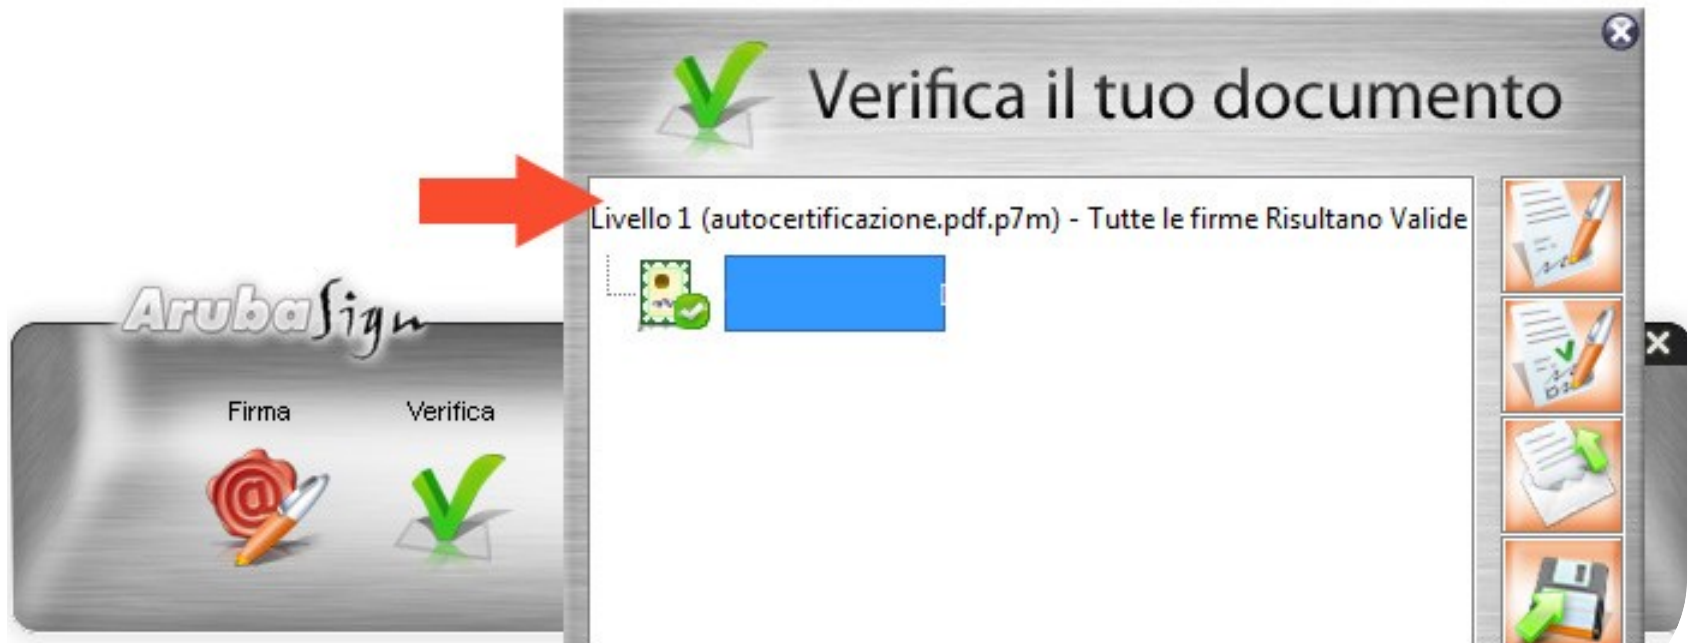 Verifica il tuo documento
Livello 1 (autocertificazione.pdf.p7m) - Tutte le firme Risultano Valide
ArubaSign
Firma
Verifica